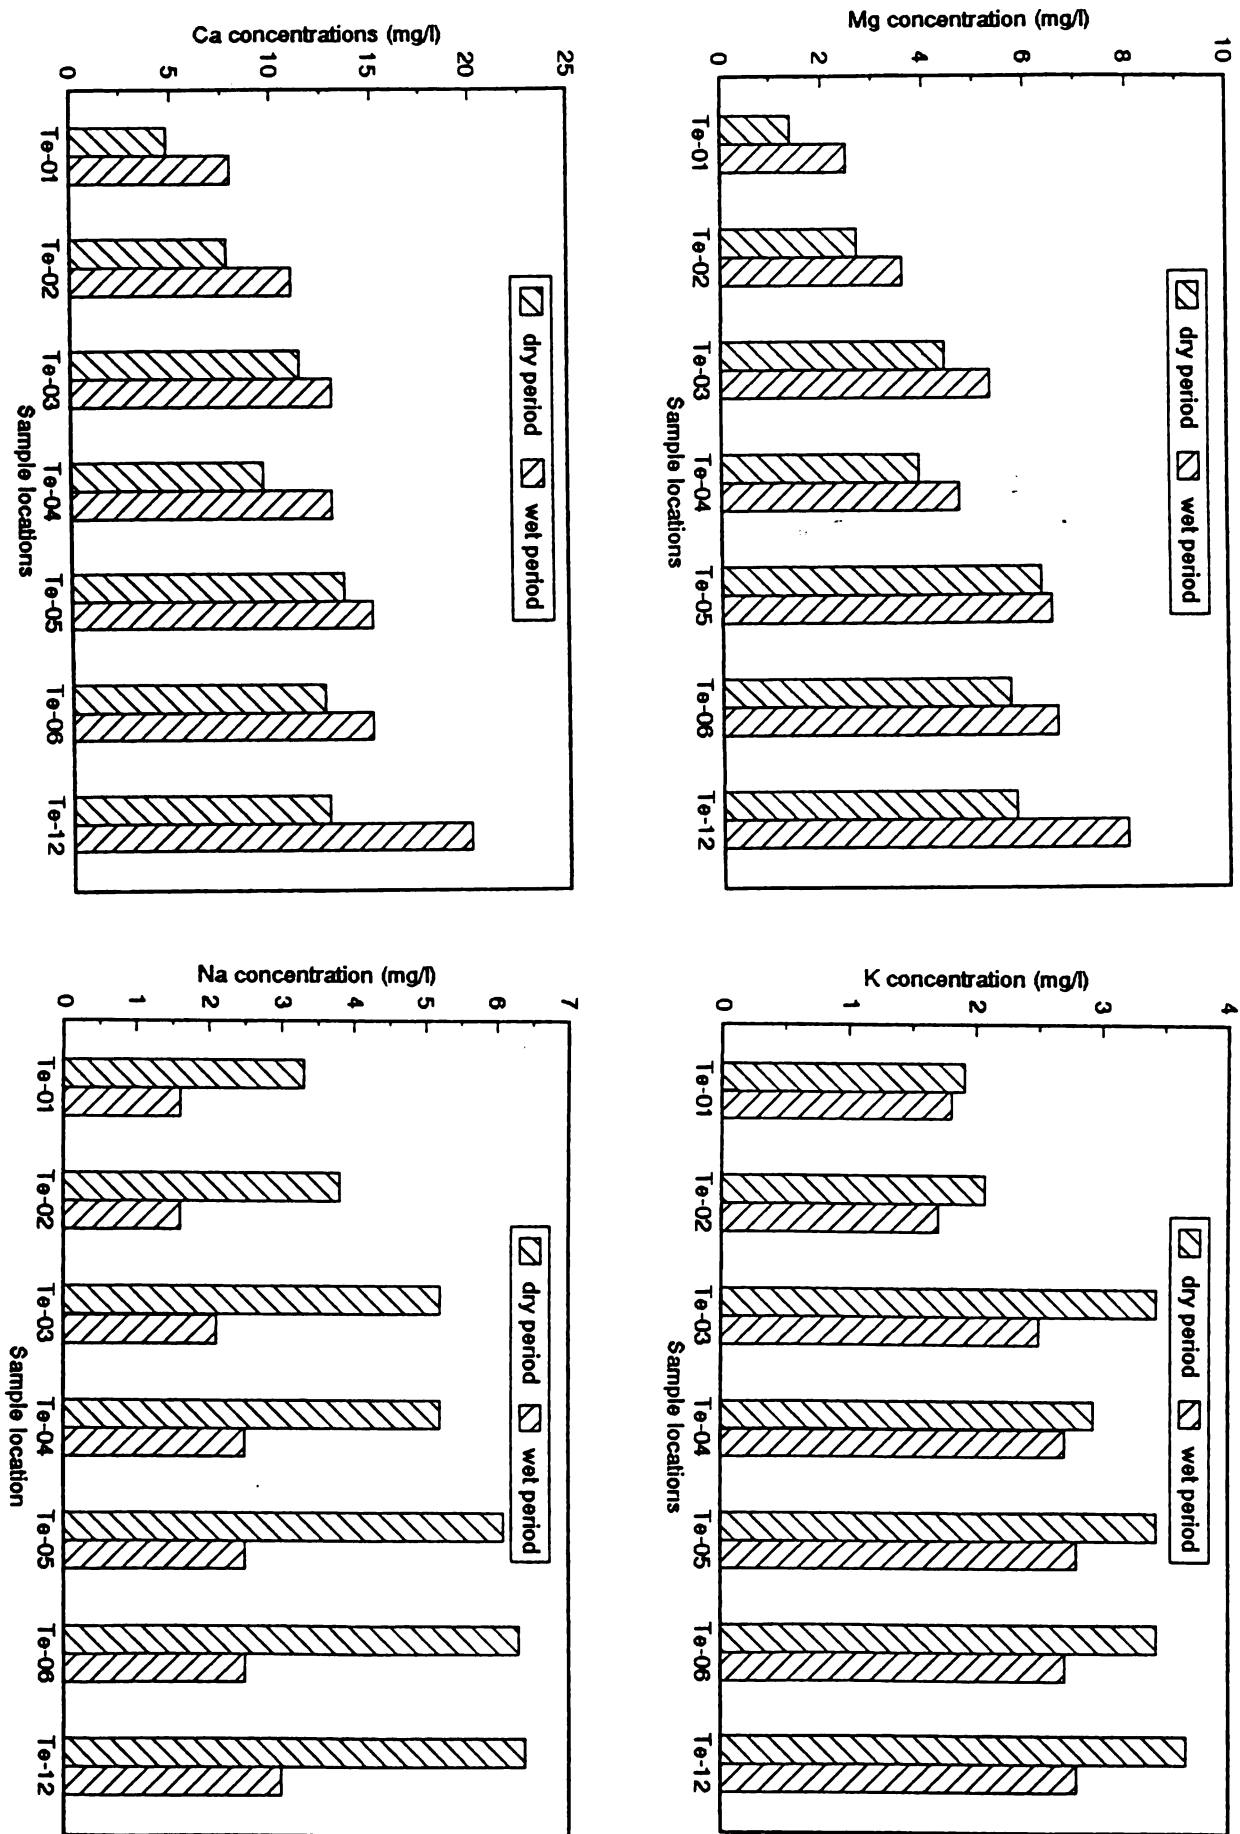 Mg concentration (mg/l)
0 2 4 6 8 10
dry period wet period
Te-01 Te-02 Te-03 Te-04 Te-05 Te-06 Te-12
Sample locations
K concentration (mg/l)
0 1 2 3 4
dry period wet period
Te-01 Te-02 Te-03 Te-04 Te-05 Te-06 Te-12
Sample locations
Ca concentrations (mg/l)
0 5 10 15 20 25
dry period wet period
Te-01 Te-02 Te-03 Te-04 Te-05 Te-06 Te-12
Sample locations
Na concentration (mg/l)
0 1 2 3 4 5 6 7
dry period wet period
Te-01 Te-02 Te-03 Te-04 Te-05 Te-06 Te-12
Sample location